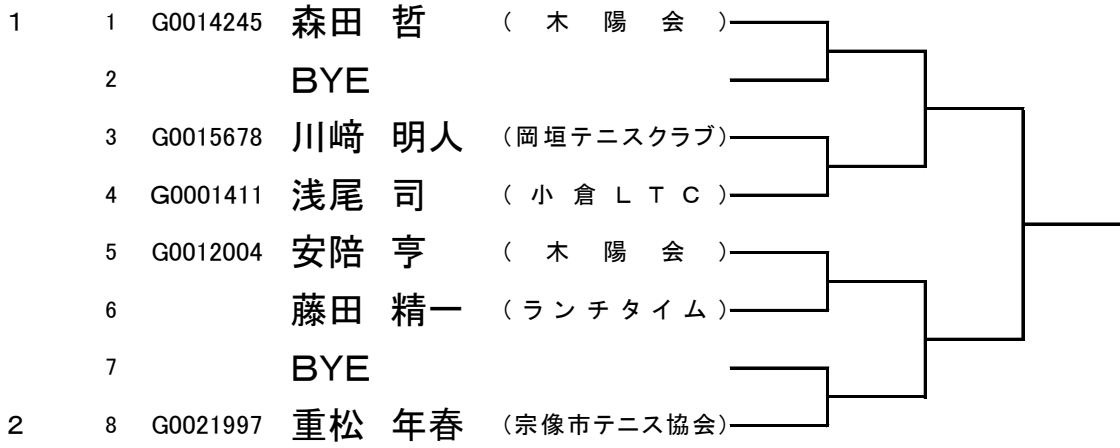 1 1 G0014245 森田 哲 (木陽会)
2 BYE
3 G0015678 川﨑 明人 (岡垣テニスクラブ)
4 G0001411 浅尾 司 (小倉LTC)
5 G0012004 安陪 亨 (木陽会)
6 藤田 精一 (ランチタイム)
7 BYE
2 8 G0021997 重松 年春 (宗像市テニス協会)